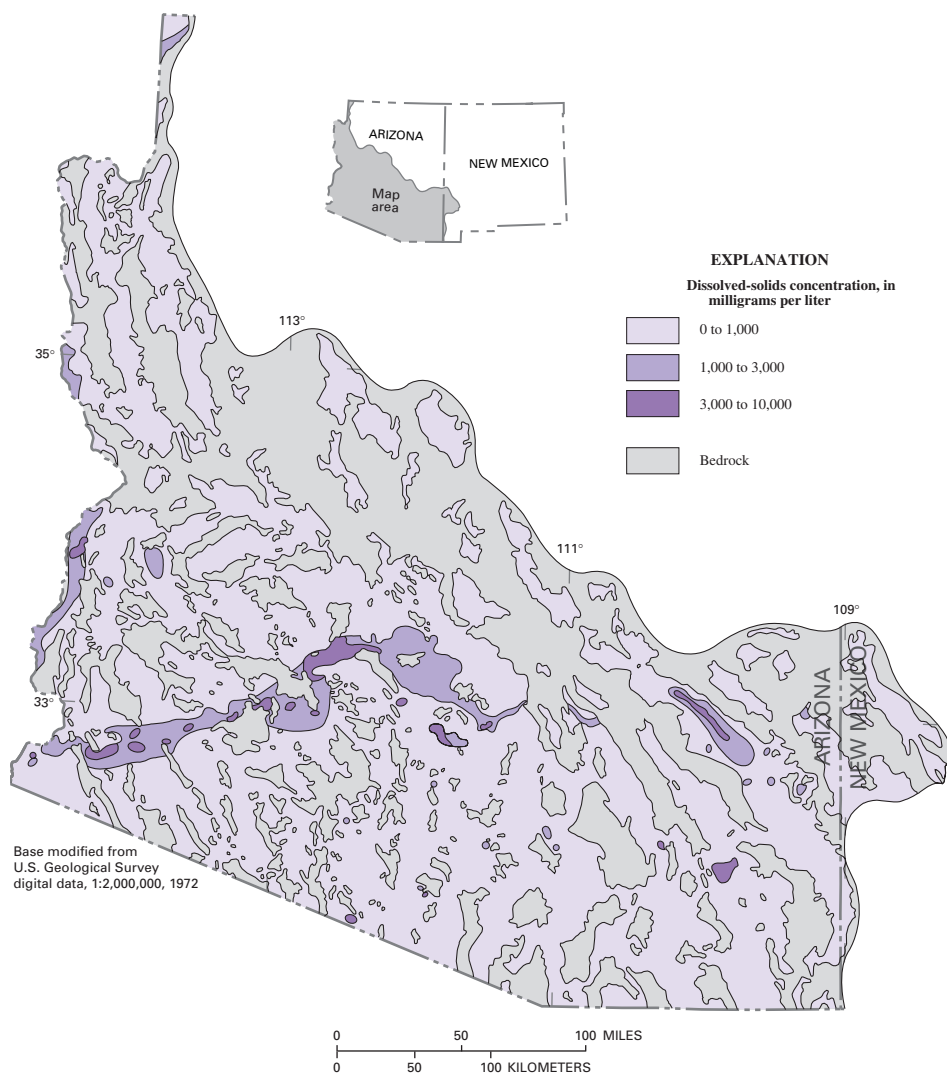 ARIZONA
NEW MEXICO
Map
area
EXPLANATION
Dissolved-solids concentration, in
milligrams per liter
0 to 1,000
1,000 to 3,000
3,000 to 10,000
Bedrock
113°
35°
111°
109°
33°
ARIZONA
NEW MEXICO
Base modified from
U.S. Geological Survey
digital data, 1:2,000,000, 1972
0 50 100 MILES
0 50 100 KILOMETERS